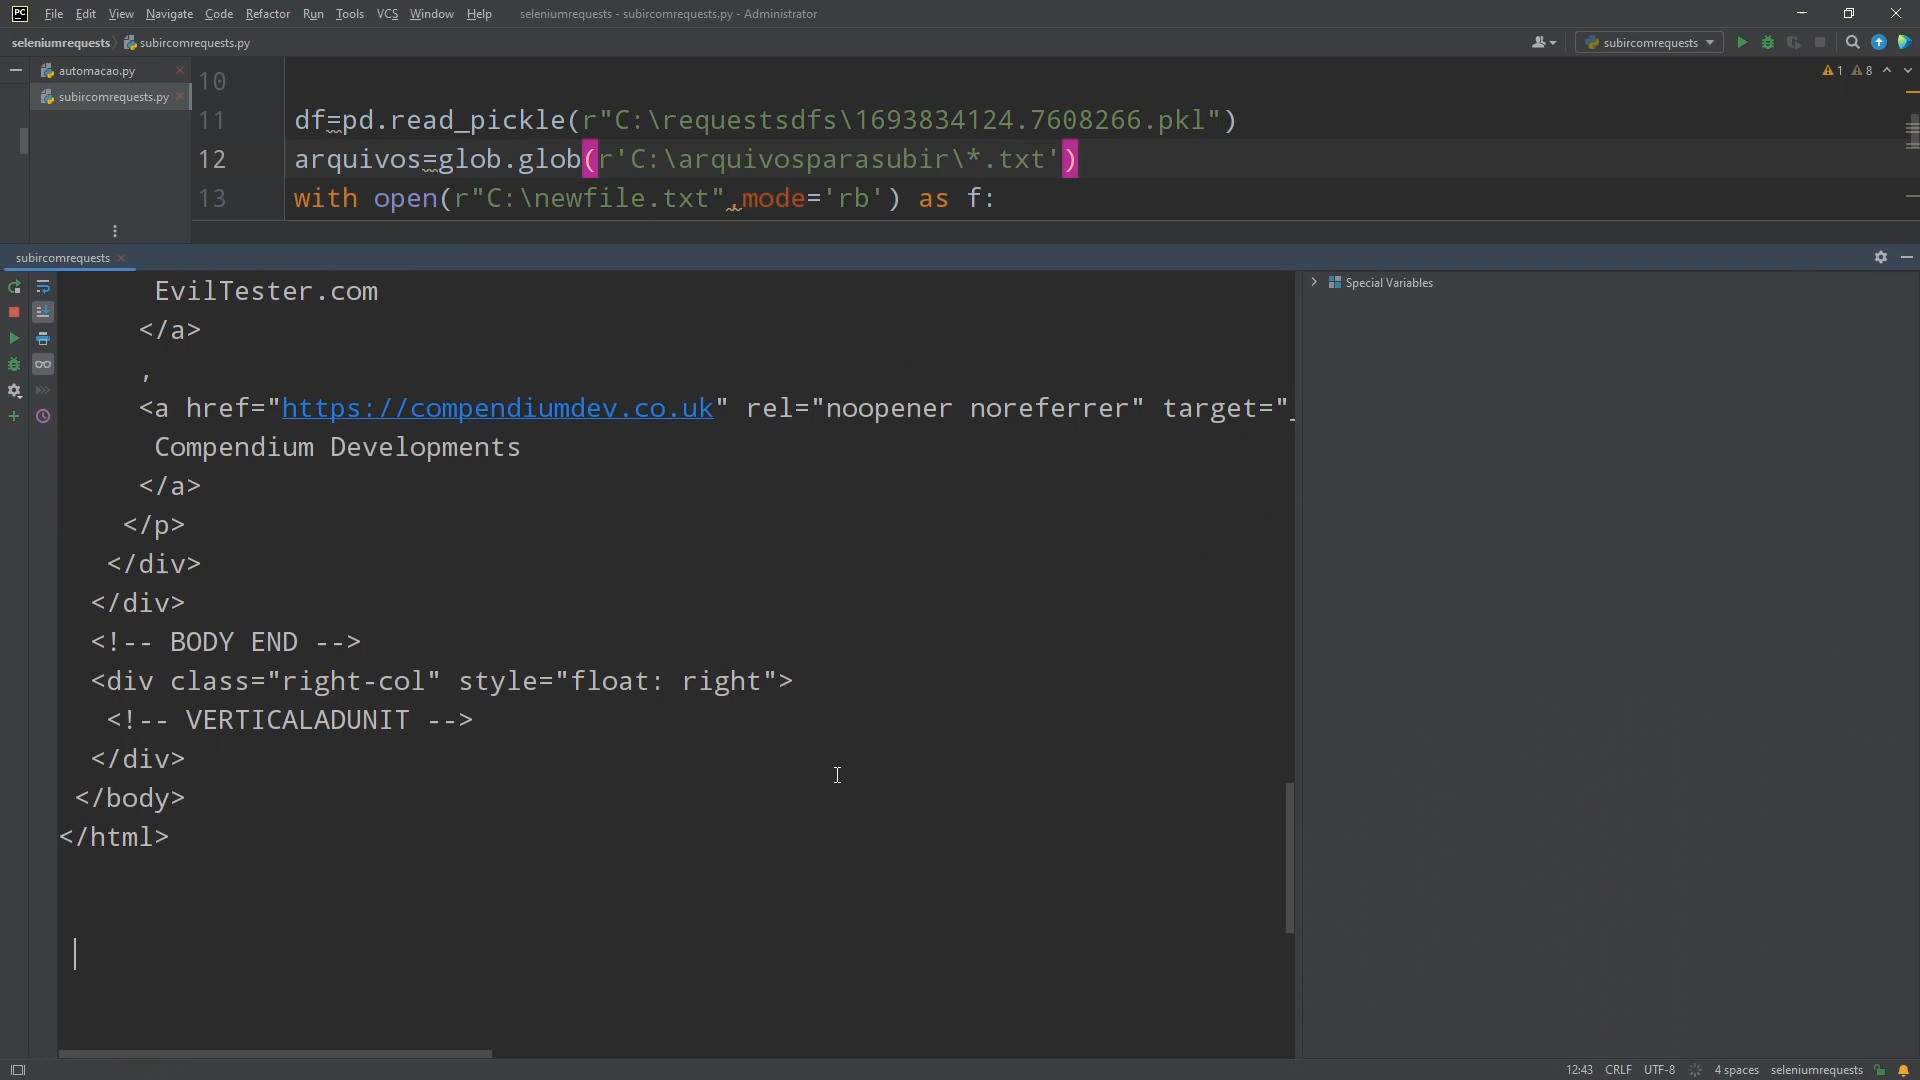 File Edit View Navigate Code Refactor Run Tools VCS Window Help seleniumrequests - subircomrequests.py - Administrator
seleniumrequests subircomrequests.py subircomrequests
automacao.py
subircomrequests.py
1 8
10
11 df=pd.read_pickle(r"C:\requestsdfs\1693834124.7608266.pkl")
12 arquivos=glob.glob(r'C:\arquivosparasubir\*.txt')
13 with open(r"C:\newfile.txt",mode='rb') as f:
subircomrequests
Special Variables
EvilTester.com
</a>
,
<a href="https://compendiumdev.co.uk" rel="noopener noreferrer" target="_
Compendium Developments
</a>
</p>
</div>
</div>
<!-- BODY END -->
<div class="right-col" style="float: right">
<!-- VERTICALADUNIT -->
</div>
</body>
</html>
12:43 CRLF UTF-8 4 spaces seleniumrequests